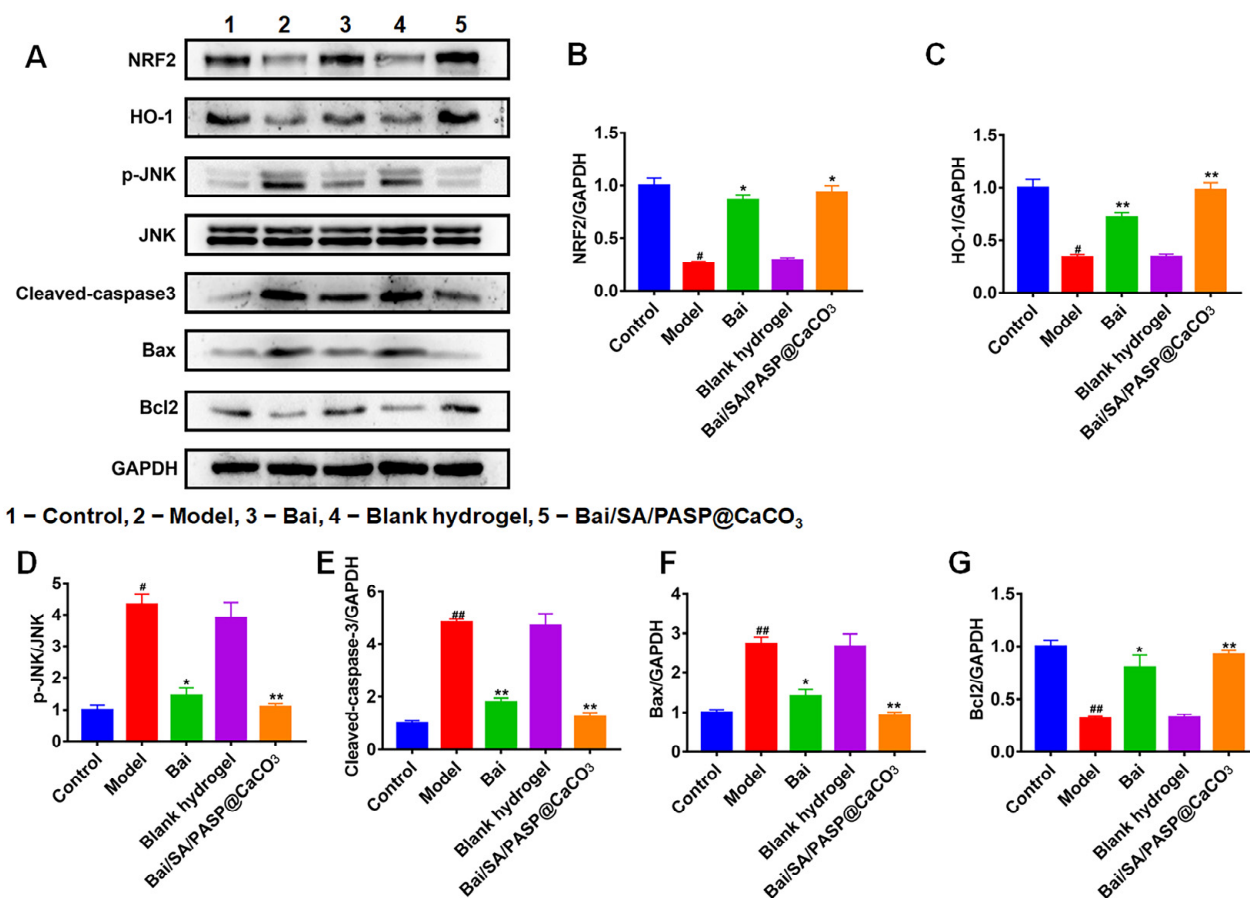 A
1 2 3 4 5
NRF2
HO-1
p-JNK
JNK
Cleaved-caspase3
Bax
Bcl2
GAPDH
B
NRF2/GAPDH
1.5
1.0
0.5
0.0
#
*
*
Control
Model
Bai
Blank hydrogel
Bai/SA/PASP@CaCO₃
C
HO-1/GAPDH
1.5
1.0
0.5
0.0
#
**
**
Control
Model
Bai
Blank hydrogel
Bai/SA/PASP@CaCO₃
1 – Control, 2 – Model, 3 – Bai, 4 – Blank hydrogel, 5 – Bai/SA/PASP@CaCO₃
D
p-JNK/JNK
5
4
3
2
1
0
#
*
**
Control
Model
Bai
Blank hydrogel
Bai/SA/PASP@CaCO₃
E
Cleaved-caspase-3/GAPDH
6
4
2
0
##
**
**
Control
Model
Bai
Blank hydrogel
Bai/SA/PASP@CaCO₃
F
Bax/GAPDH
4
3
2
1
0
##
*
**
Control
Model
Bai
Blank hydrogel
Bai/SA/PASP@CaCO₃
G
Bcl2/GAPDH
1.5
1.0
0.5
0.0
##
*
**
Control
Model
Bai
Blank hydrogel
Bai/SA/PASP@CaCO₃